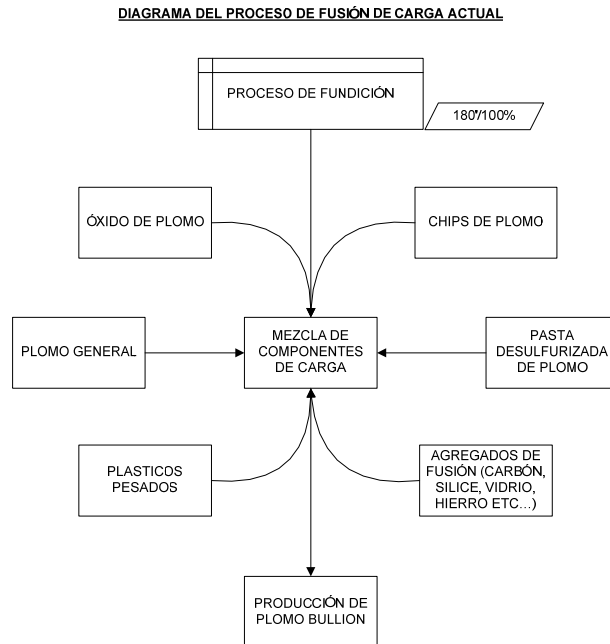 DIAGRAMA DEL PROCESO DE FUSIÓN DE CARGA ACTUAL
PROCESO DE FUNDICIÓN
180"/100%
ÓXIDO DE PLOMO
CHIPS DE PLOMO
PLOMO GENERAL
MEZCLA DE
COMPONENTES
DE CARGA
PASTA
DESULFURIZADA
DE PLOMO
PLASTICOS
PESADOS
AGREGADOS DE
FUSIÓN (CARBÓN,
SILICE, VIDRIO,
HIERRO ETC...)
PRODUCCIÓN DE
PLOMO BULLION